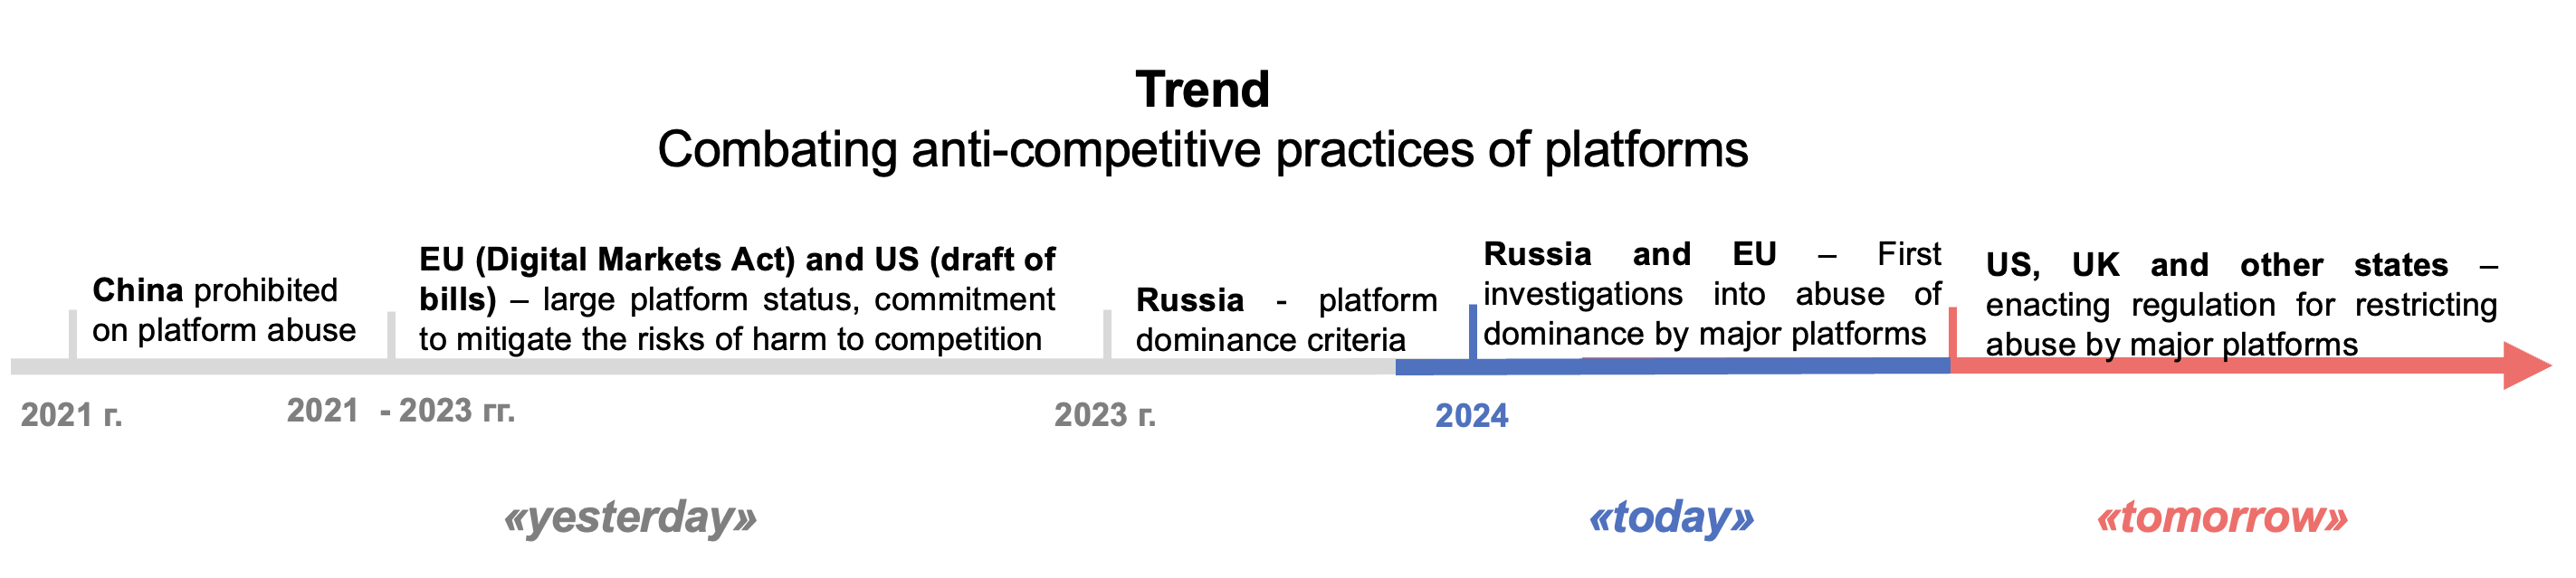 Trend
Combating anti-competitive practices of platforms
China prohibited
on platform abuse
EU (Digital Markets Act) and US (draft of
bills) – large platform status, commitment
to mitigate the risks of harm to competition
Russia - platform
dominance criteria
Russia and EU – First
investigations into abuse of
dominance by major platforms
US, UK and other states –
enacting regulation for restricting
abuse by major platforms
2021 г.
2021 - 2023 гг.
2023 г.
2024
«yesterday»
«today»
«tomorrow»